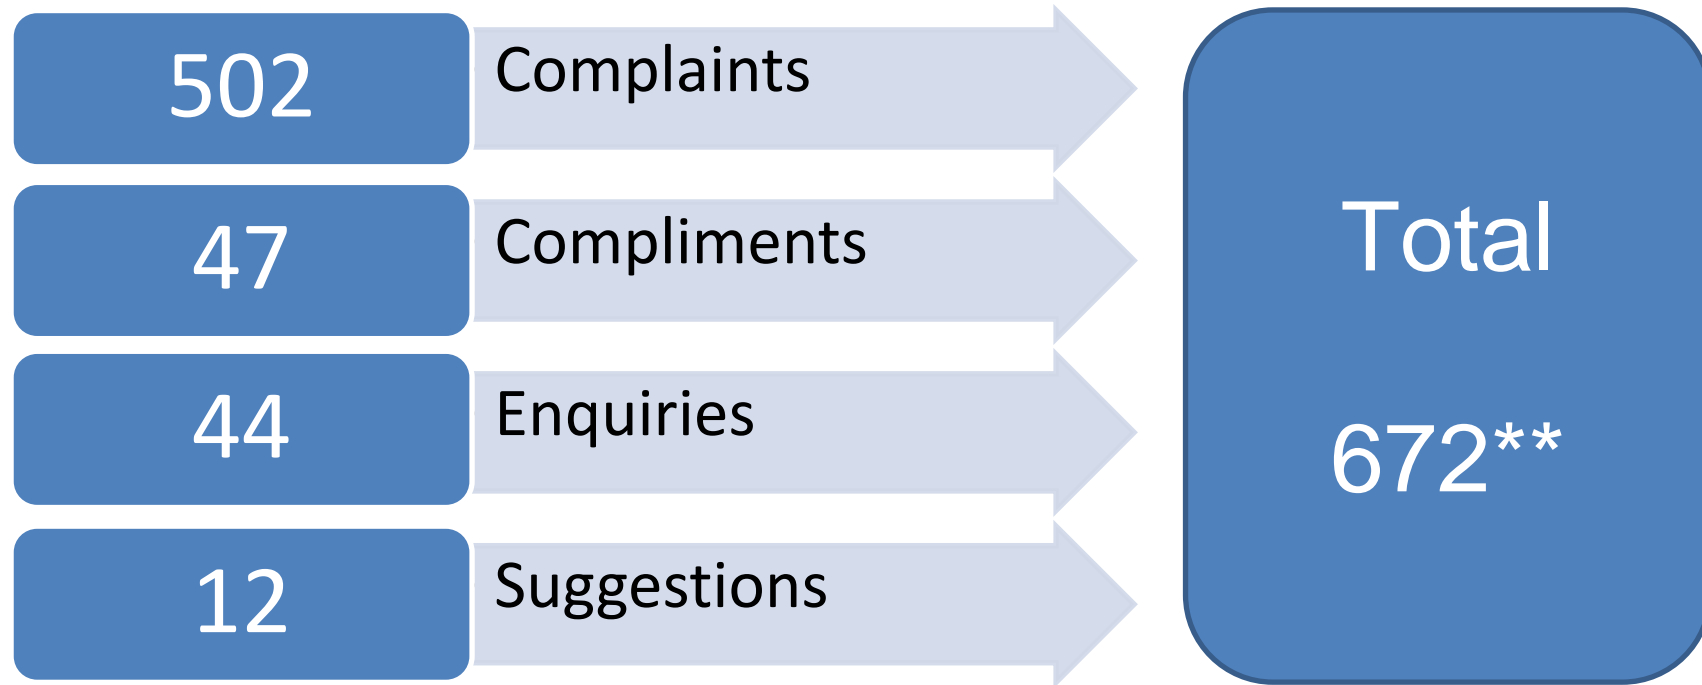 502
Complaints
47
Compliments
44
Enquiries
12
Suggestions
Total
672**